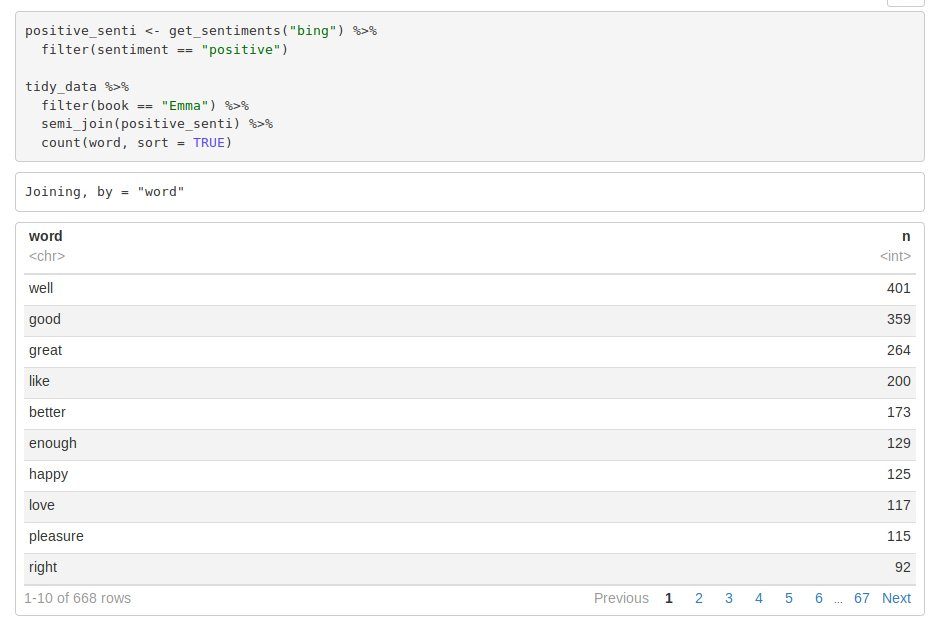 positive_senti <- get_sentiments("bing") %>%
  filter(sentiment == "positive")

tidy_data %>%
  filter(book == "Emma") %>%
  semi_join(positive_senti) %>%
  count(word, sort = TRUE)
Joining, by = "word"
word n
<chr> <int>
well 401
good 359
great 264
like 200
better 173
enough 129
happy 125
love 117
pleasure 115
right 92
1-10 of 668 rows Previous 1 2 3 4 5 6 ... 67 Next